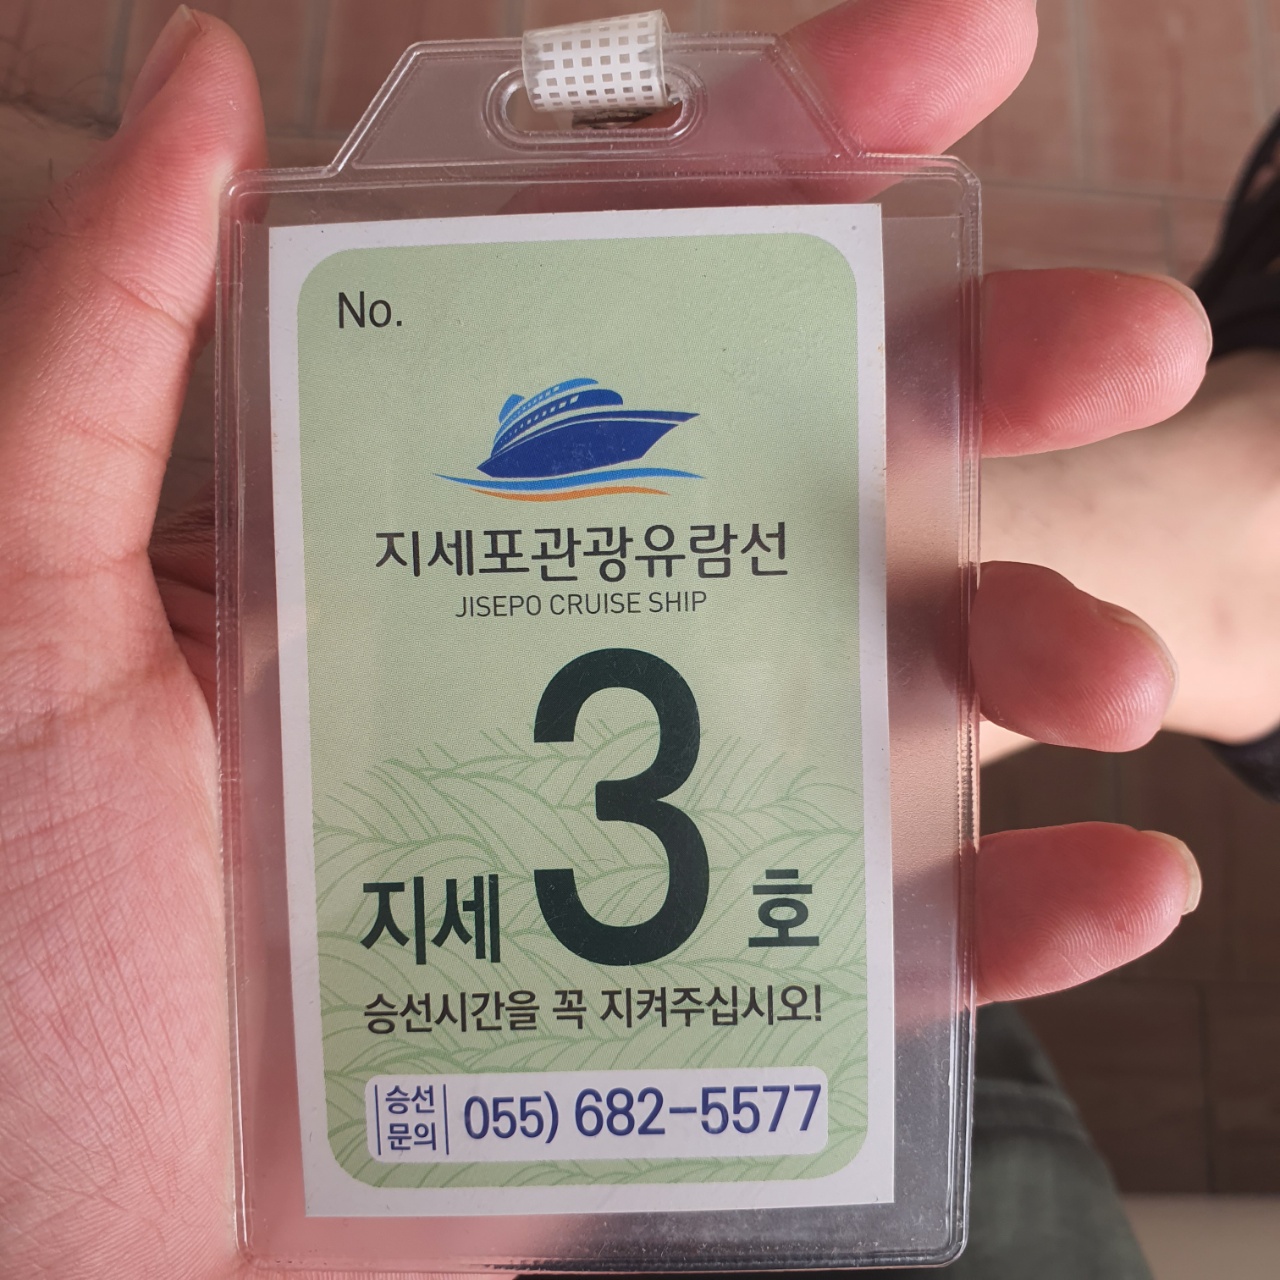 No.
지세포관광유람선
JISEPO CRUISE SHIP
지세 3 호
승선시간을 꼭 지켜주십시오!
승선
문의
055) 682-5577